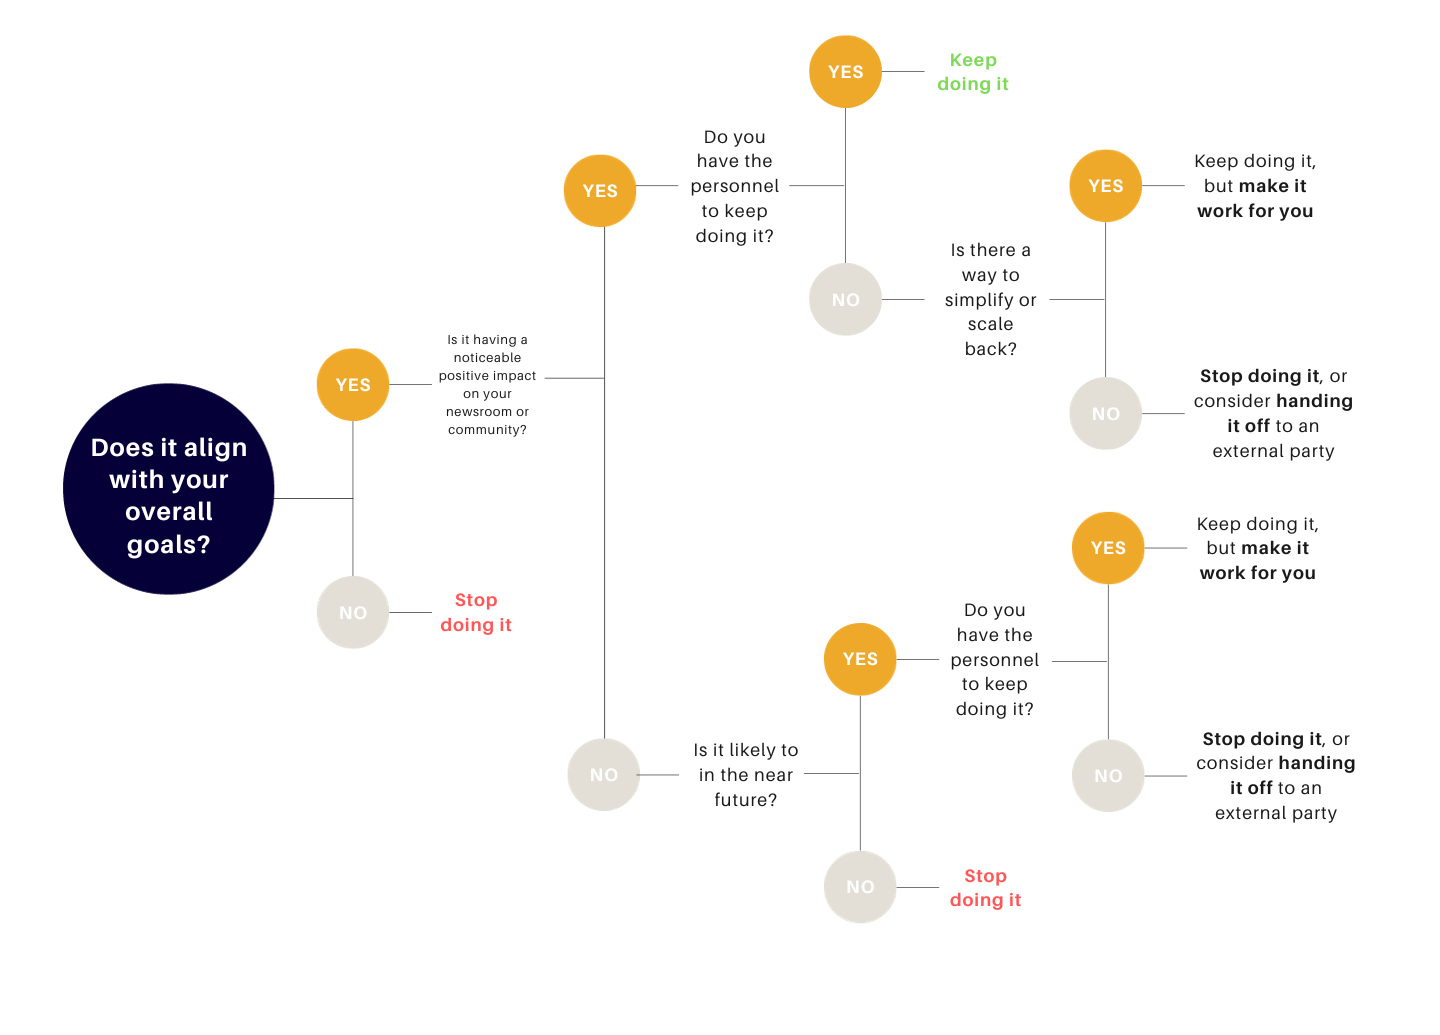 Does it align
with your
overall
goals?
YES
NO
Stop
doing it
Is it having a
noticeable
positive impact
on your
newsroom or
community?
YES
NO
Do you
have the
personnel
to keep
doing it?
YES
Keep
doing it
NO
Is there a
way to
simplify or
scale
back?
YES
Keep doing it,
but make it
work for you
NO
Stop doing it, or
consider handing
it off to an
external party
Is it likely to
in the near
future?
YES
Do you
have the
personnel
to keep
doing it?
YES
Keep doing it,
but make it
work for you
NO
Stop doing it, or
consider handing
it off to an
external party
NO
Stop
doing it